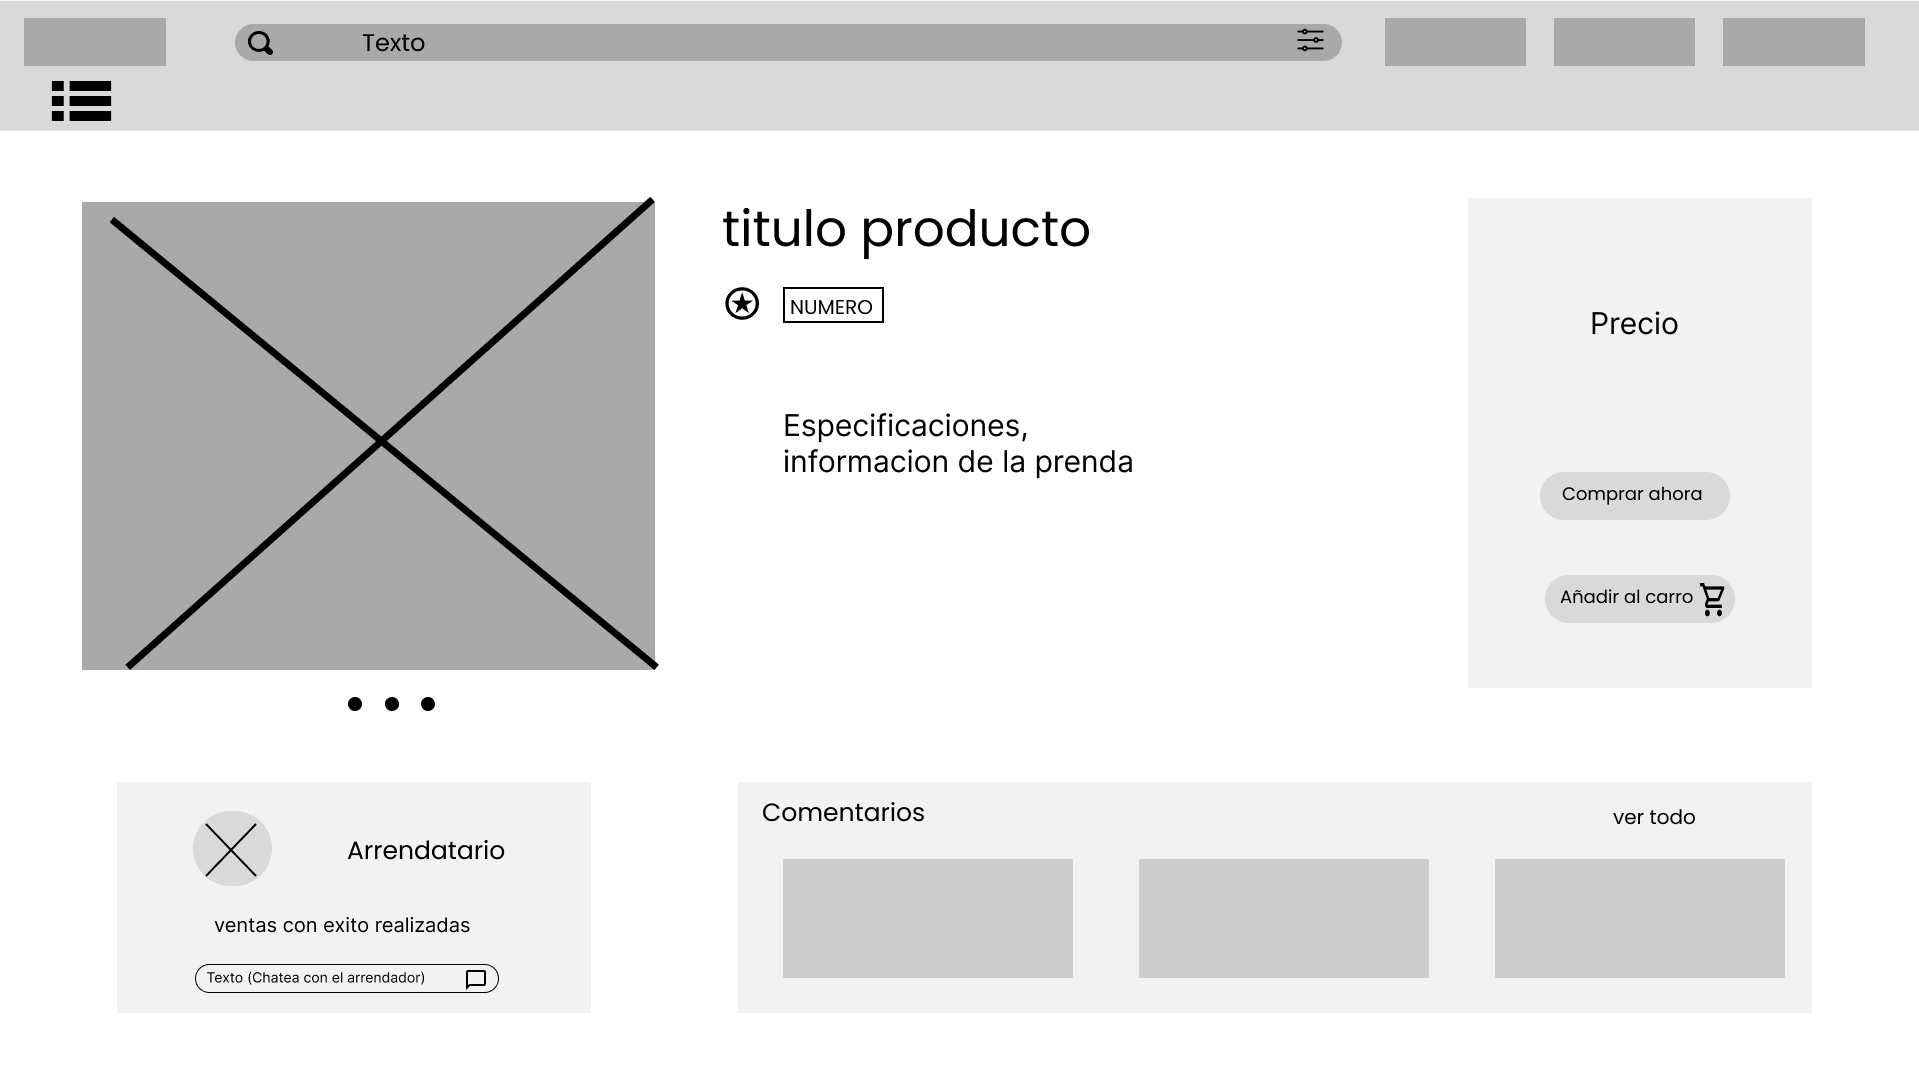 Texto
titulo producto
NUMERO
Especificaciones,
informacion de la prenda
Precio
Comprar ahora
Añadir al carro
Arrendatario
ventas con exito realizadas
Texto (Chatea con el arrendador)
Comentarios
ver todo